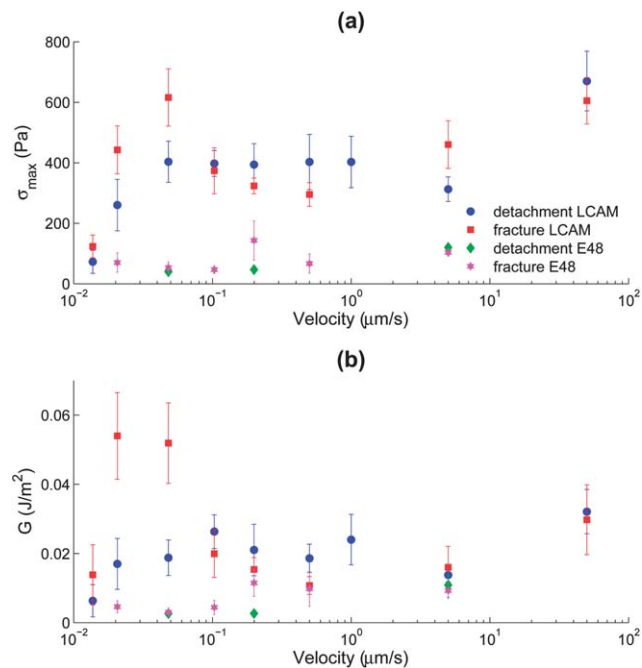 (a)
800
600
400
200
0
σmax (Pa)
10⁻² 10⁻¹ 10⁰ 10¹ 10²
Velocity (μm/s)
detachment LCAM
fracture LCAM
detachment E48
fracture E48
(b)
0.06
0.04
0.02
0
G (J/m²)
10⁻² 10⁻¹ 10⁰ 10¹ 10²
Velocity (μm/s)